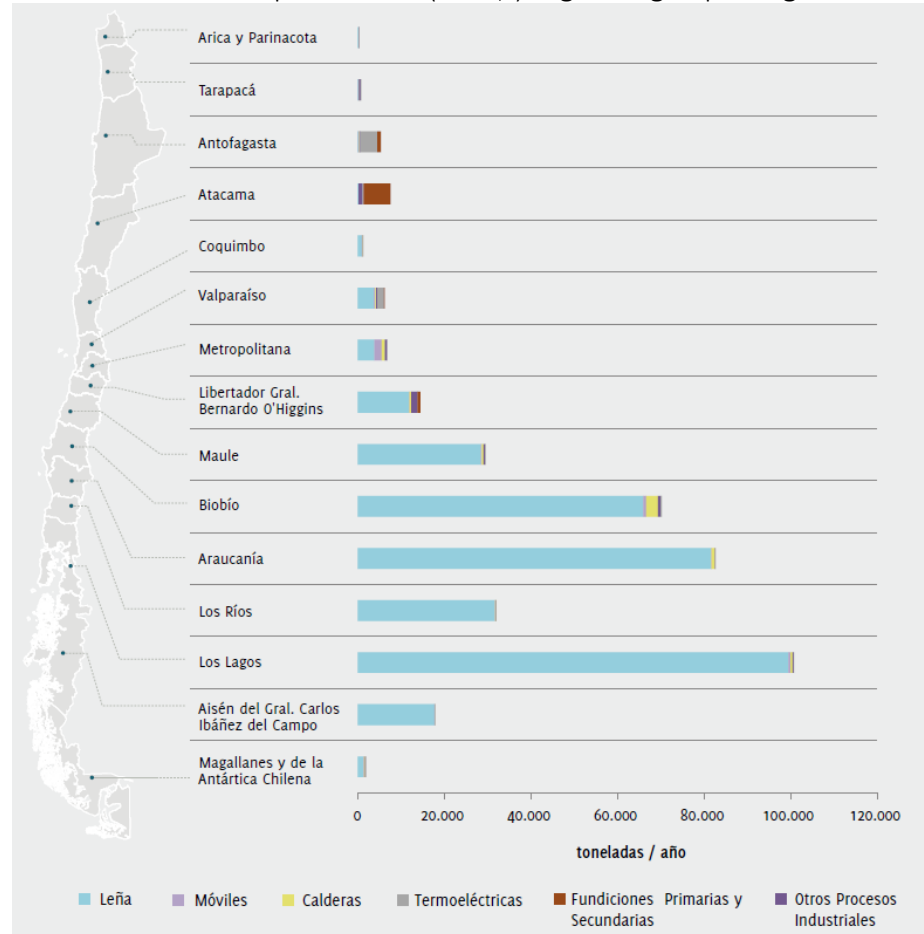 Arica y Parinacota
Tarapacá
Antofagasta
Atacama
Coquimbo
Valparaíso
Metropolitana
Libertador Gral.
Bernardo O'Higgins
Maule
Biobío
Araucanía
Los Ríos
Los Lagos
Aisén del Gral. Carlos
Ibáñez del Campo
Magallanes y de la
Antártica Chilena
0 20.000 40.000 60.000 80.000 100.000 120.000
toneladas / año
Leña Móviles Calderas Termoeléctricas Fundiciones Primarias y Secundarias Otros Procesos Industriales